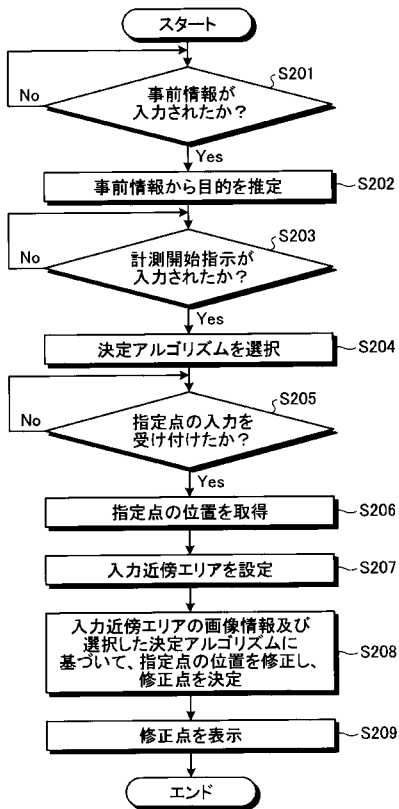 スタート
S201
事前情報が
入力されたか？
No
Yes
事前情報から目的を推定
S202
S203
計測開始指示が
入力されたか？
No
Yes
決定アルゴリズムを選択
S204
S205
指定点の入力を
受け付けたか？
No
Yes
指定点の位置を取得
S206
入力近傍エリアを設定
S207
入力近傍エリアの画像情報及び
選択した決定アルゴリズムに
基づいて、指定点の位置を修正し、
修正点を決定
S208
修正点を表示
S209
エンド